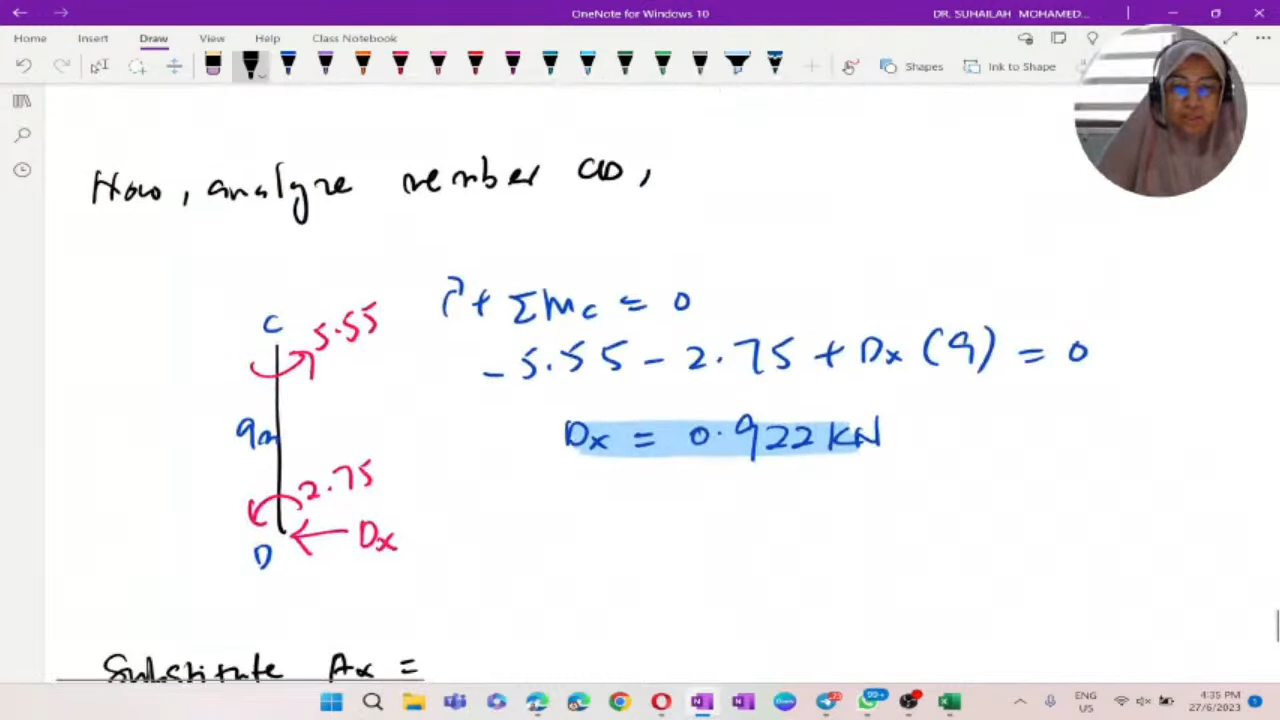 OneNote for Windows 10
DR. SUHAILAH MOHAMED...
Home Insert Draw View Help Class Notebook
Shapes Ink to Shape
Now, analyze member CD,
C 5.55
9m
2.75
D Dx
+ ΣMc = 0
- 5.55 - 2.75 + Dx (9) = 0
Dx = 0.922 kN
Substitute Ax =
99+
ENG
US
4:35 PM
27/6/2023